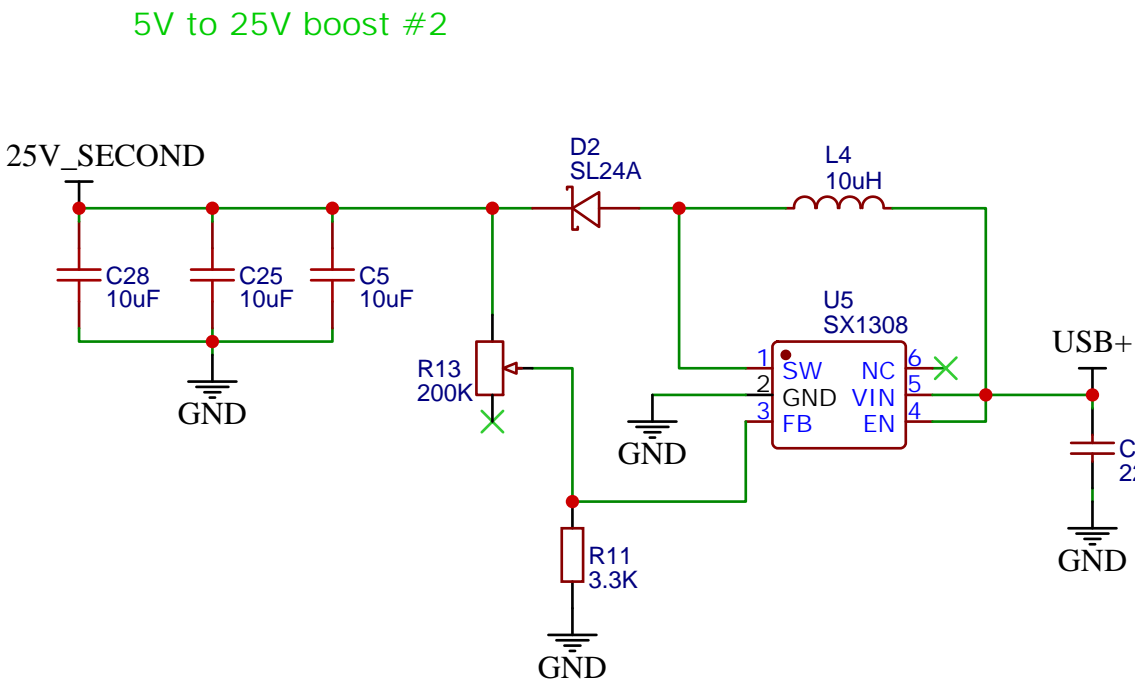 5V to 25V boost #2
25V_SECOND
D2
SL24A
L4
10uH
C28
10uF
C25
10uF
C5
10uF
U5
SX1308
USB+
R13
200K
1
SW
NC
6
2
GND
VIN
5
3
FB
EN
4
GND
GND
R11
3.3K
GND
GND